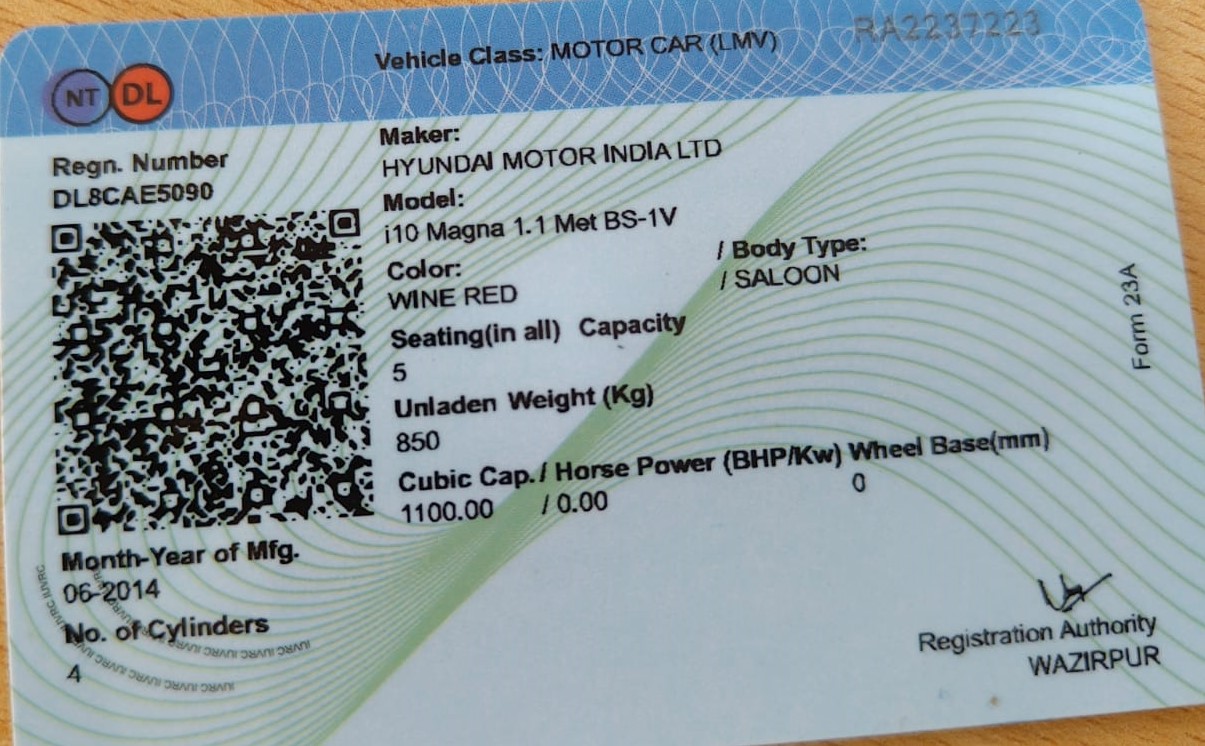 Vehicle Class: MOTOR CAR (LMV)
RA2237223
NT DL
Regn. Number
DL8CAE5090
Maker:
HYUNDAI MOTOR INDIA LTD
Model:
i10 Magna 1.1 Met BS-1V
Color: / Body Type:
WINE RED / SALOON
Seating(in all) Capacity
5
Unladen Weight (Kg)
850
Cubic Cap. / Horse Power (BHP/Kw) Wheel Base(mm)
1100.00 / 0.00 0
Month-Year of Mfg.
06-2014
No. of Cylinders
4
Form 23A
Registration Authority
WAZIRPUR